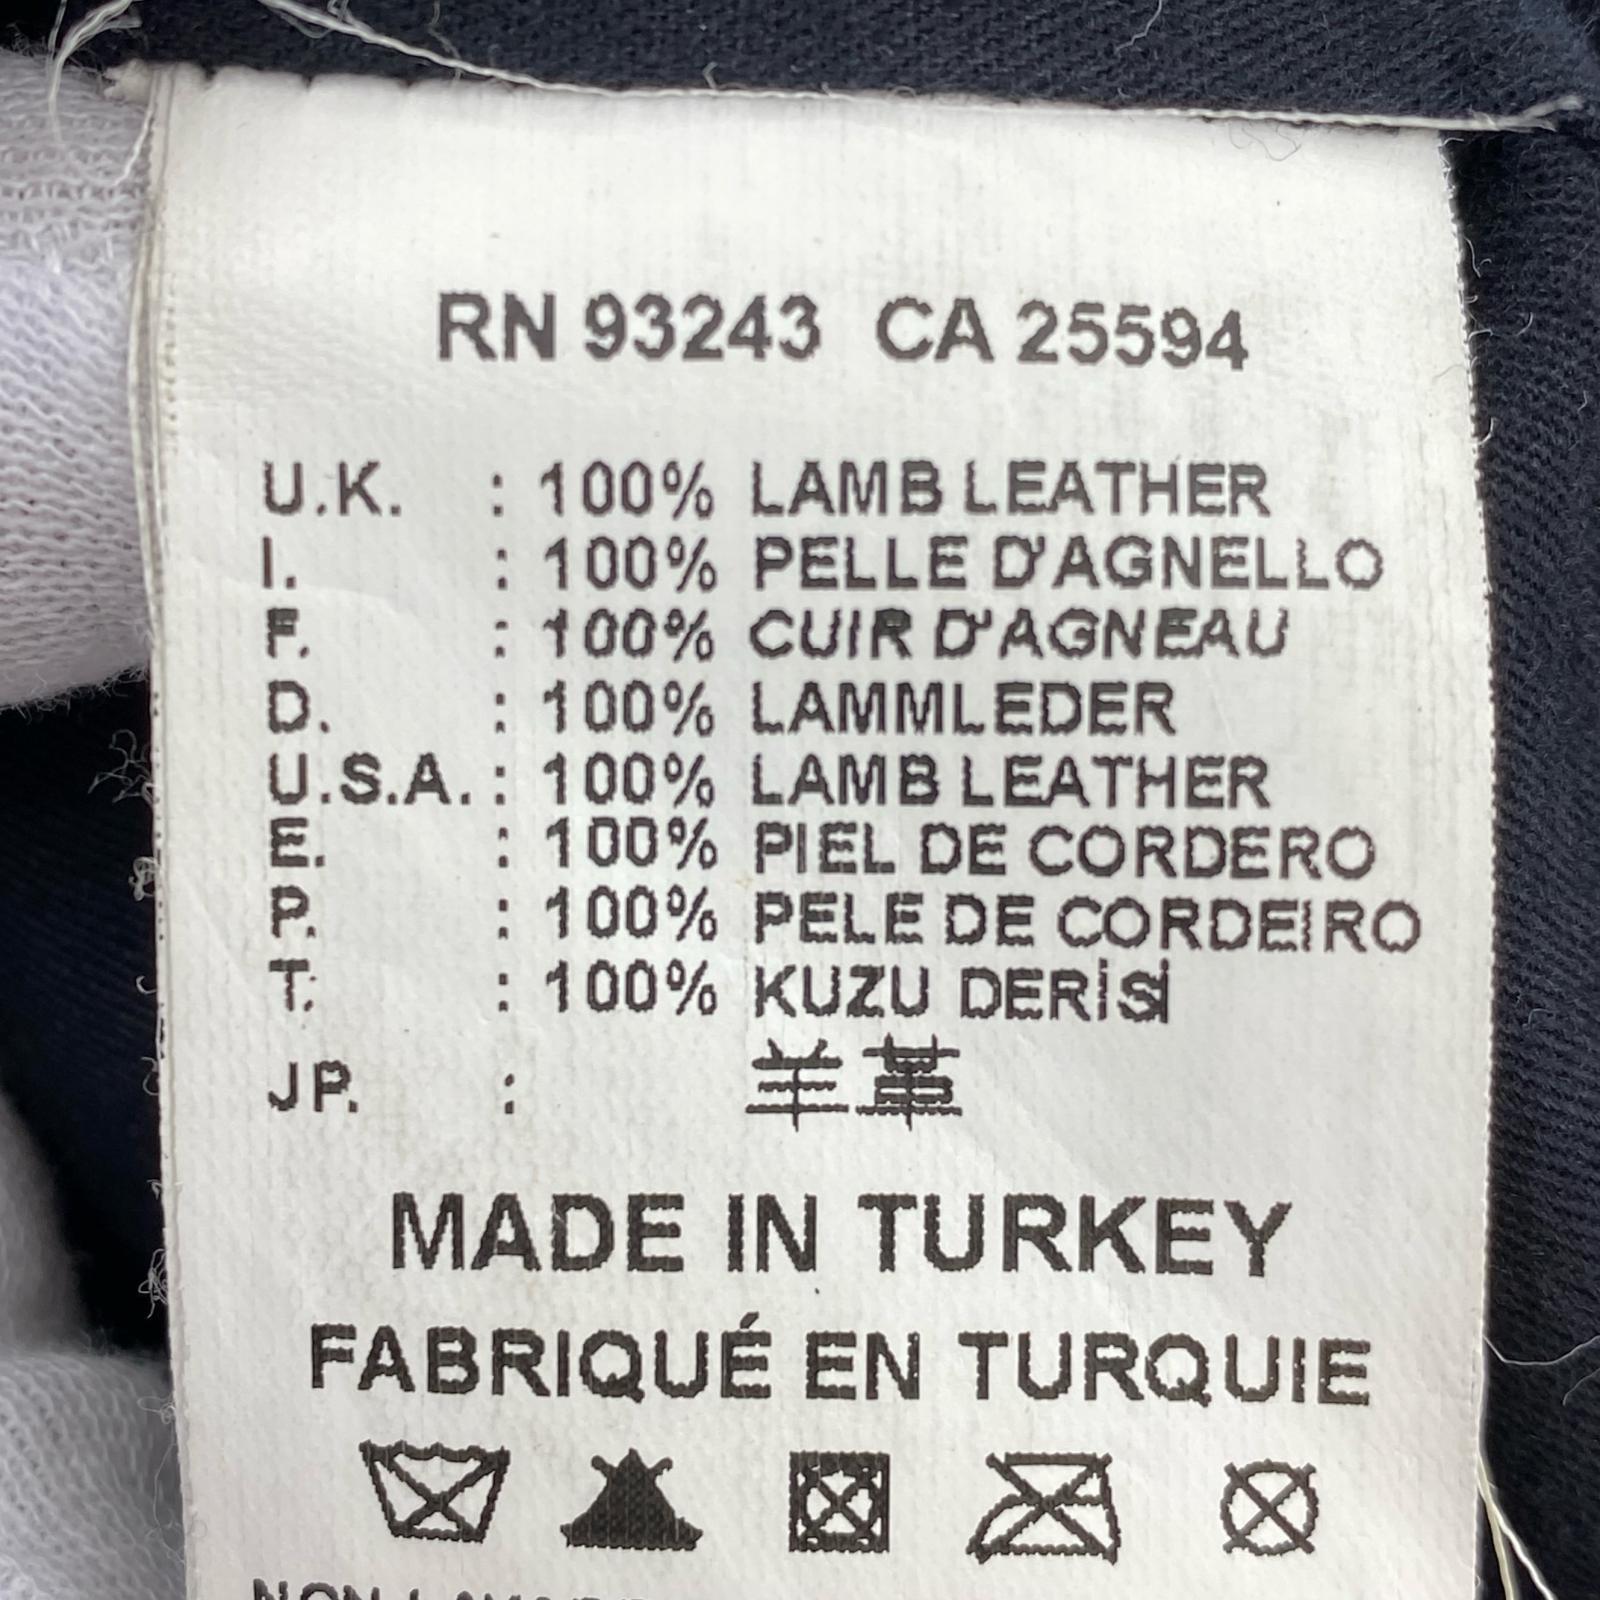 RN 93243 CA 25594
U.K. : 100% LAMB LEATHER
I. : 100% PELLE D'AGNELLO
F. : 100% CUIR D'AGNEAU
D. : 100% LAMMLEDER
U.S.A. : 100% LAMB LEATHER
E. : 100% PIEL DE CORDERO
P. : 100% PELE DE CORDEIRO
T. : 100% KUZU DERİSİ
JP. : 羊革
MADE IN TURKEY
FABRIQUÉ EN TURQUIE
NON